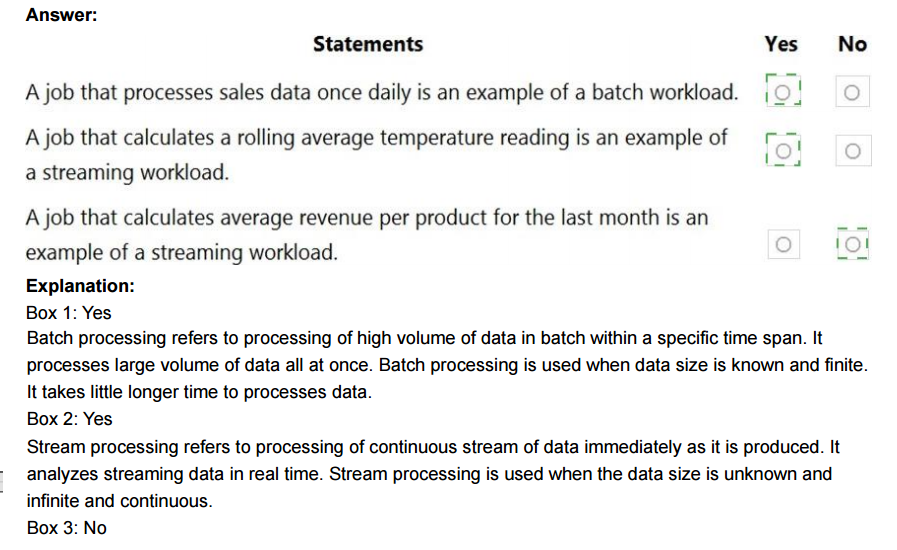 Answer:
Statements Yes No
A job that processes sales data once daily is an example of a batch workload.
A job that calculates a rolling average temperature reading is an example of
a streaming workload.
A job that calculates average revenue per product for the last month is an
example of a streaming workload.
Explanation:
Box 1: Yes
Batch processing refers to processing of high volume of data in batch within a specific time span. It
processes large volume of data all at once. Batch processing is used when data size is known and finite.
It takes little longer time to processes data.
Box 2: Yes
Stream processing refers to processing of continuous stream of data immediately as it is produced. It
analyzes streaming data in real time. Stream processing is used when the data size is unknown and
infinite and continuous.
Box 3: No